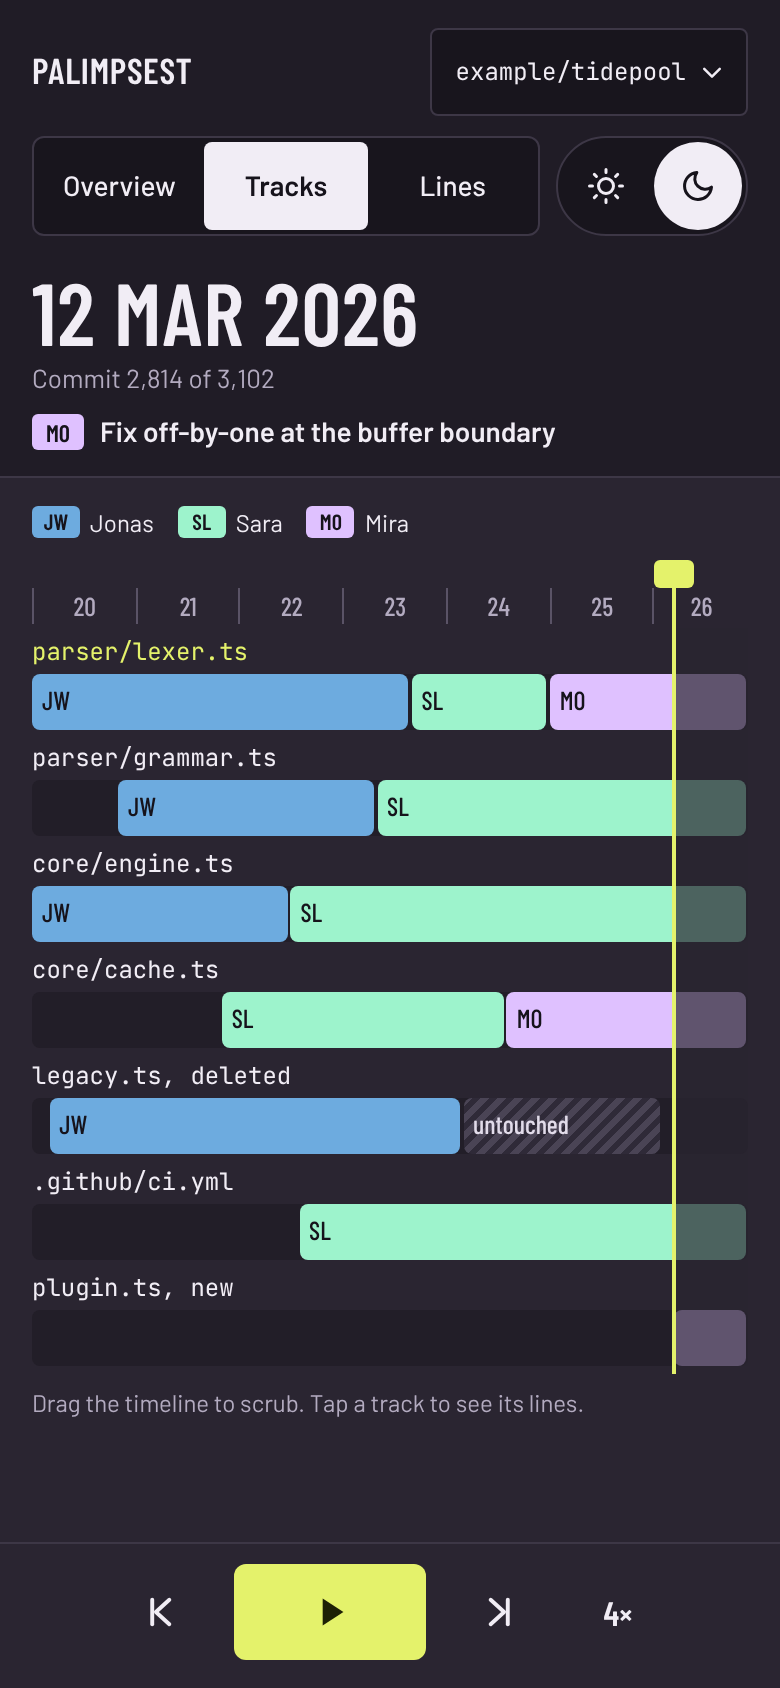 PALIMPSEST
example/tidepool
Overview Tracks Lines
12 MAR 2026
Commit 2,814 of 3,102
MO Fix off-by-one at the buffer boundary
JW Jonas SL Sara MO Mira
20 21 22 23 24 25 26
parser/lexer.ts
JW SL MO
parser/grammar.ts
JW SL
core/engine.ts
JW SL
core/cache.ts
SL MO
legacy.ts, deleted
JW untouched
.github/ci.yml
SL
plugin.ts, new
Drag the timeline to scrub. Tap a track to see its lines.
4×